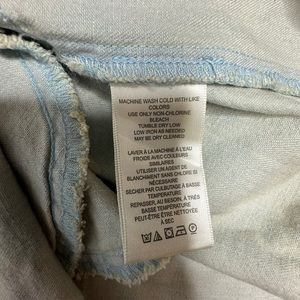 MACHINE WASH COLD WITH LIKE
COLORS
USE ONLY NON-CHLORINE
BLEACH
TUMBLE DRY LOW
LOW IRON AS NEEDED
MAY BE DRY CLEANED
LAVER À LA MACHINE À EAU
FROIDE AVEC COULEURS
SIMILAIRES
UTILISER UN AGENT DE
BLANCHIMENT SANS CHLORE SI
NÉCESSAIRE
SÉCHER PAR CULBUTAGE À BASSE
TEMPÉRATURE
REPASSER, AU BESOIN, À TRÈS
BASSE TEMPÉRATURE
PEUT-ÊTRE ÊTRE NETTOYÉE
À SEC